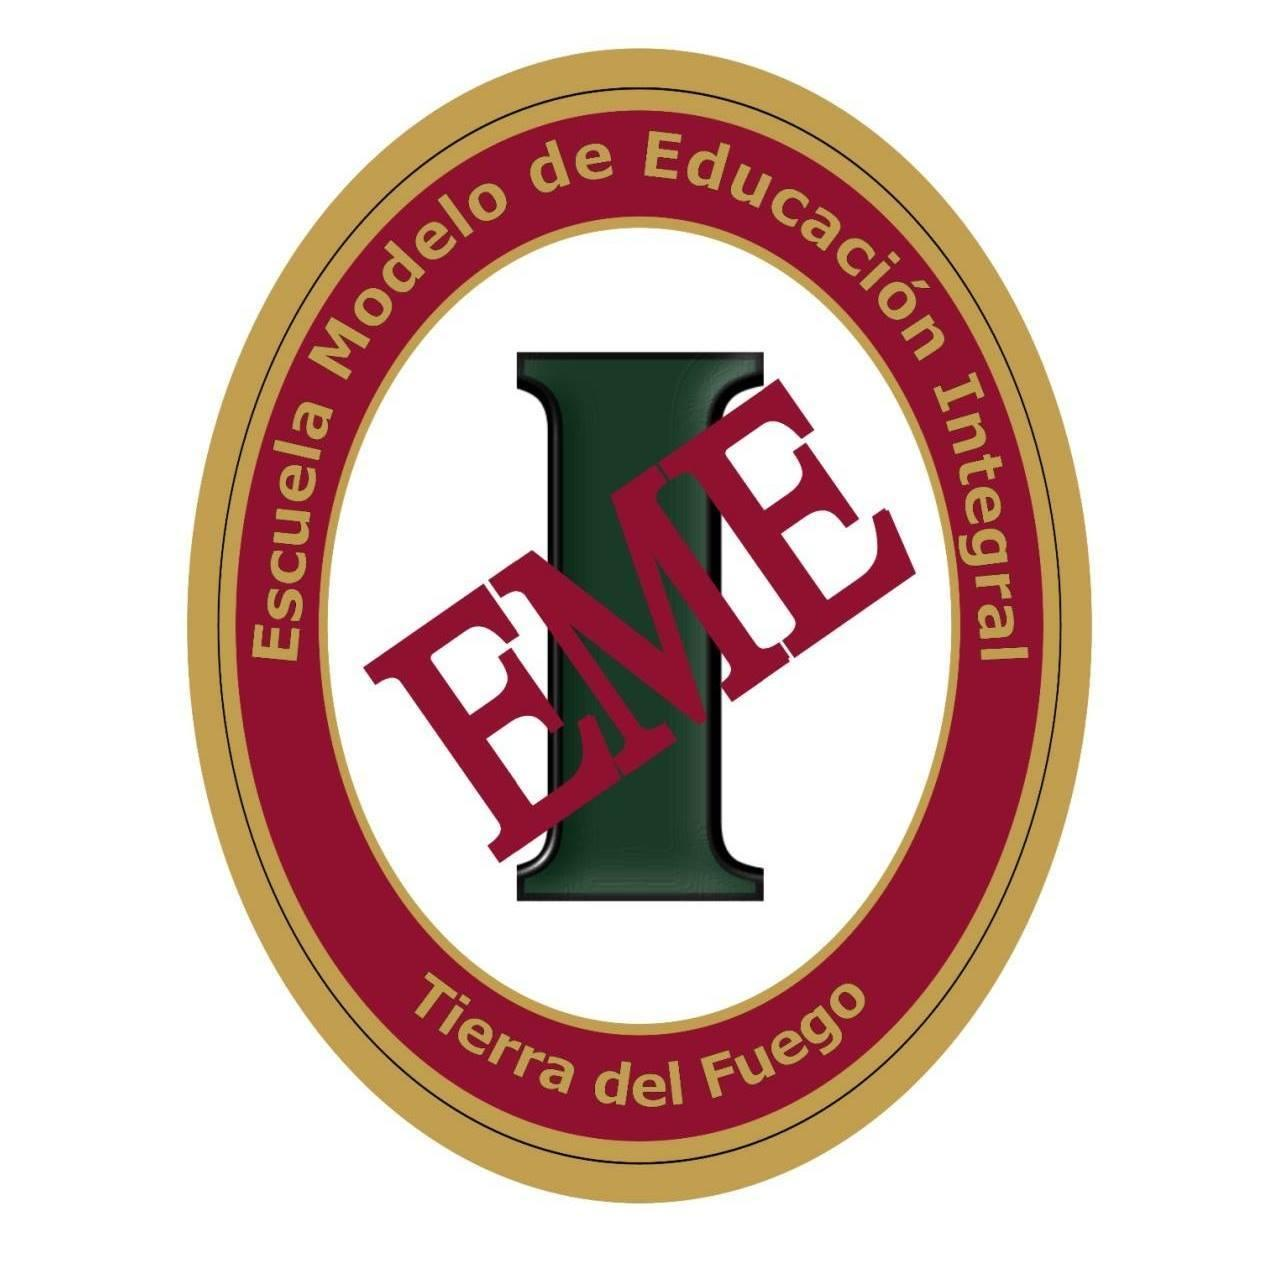 Escuela Modelo de Educación Integral
I
EME
Tierra del Fuego